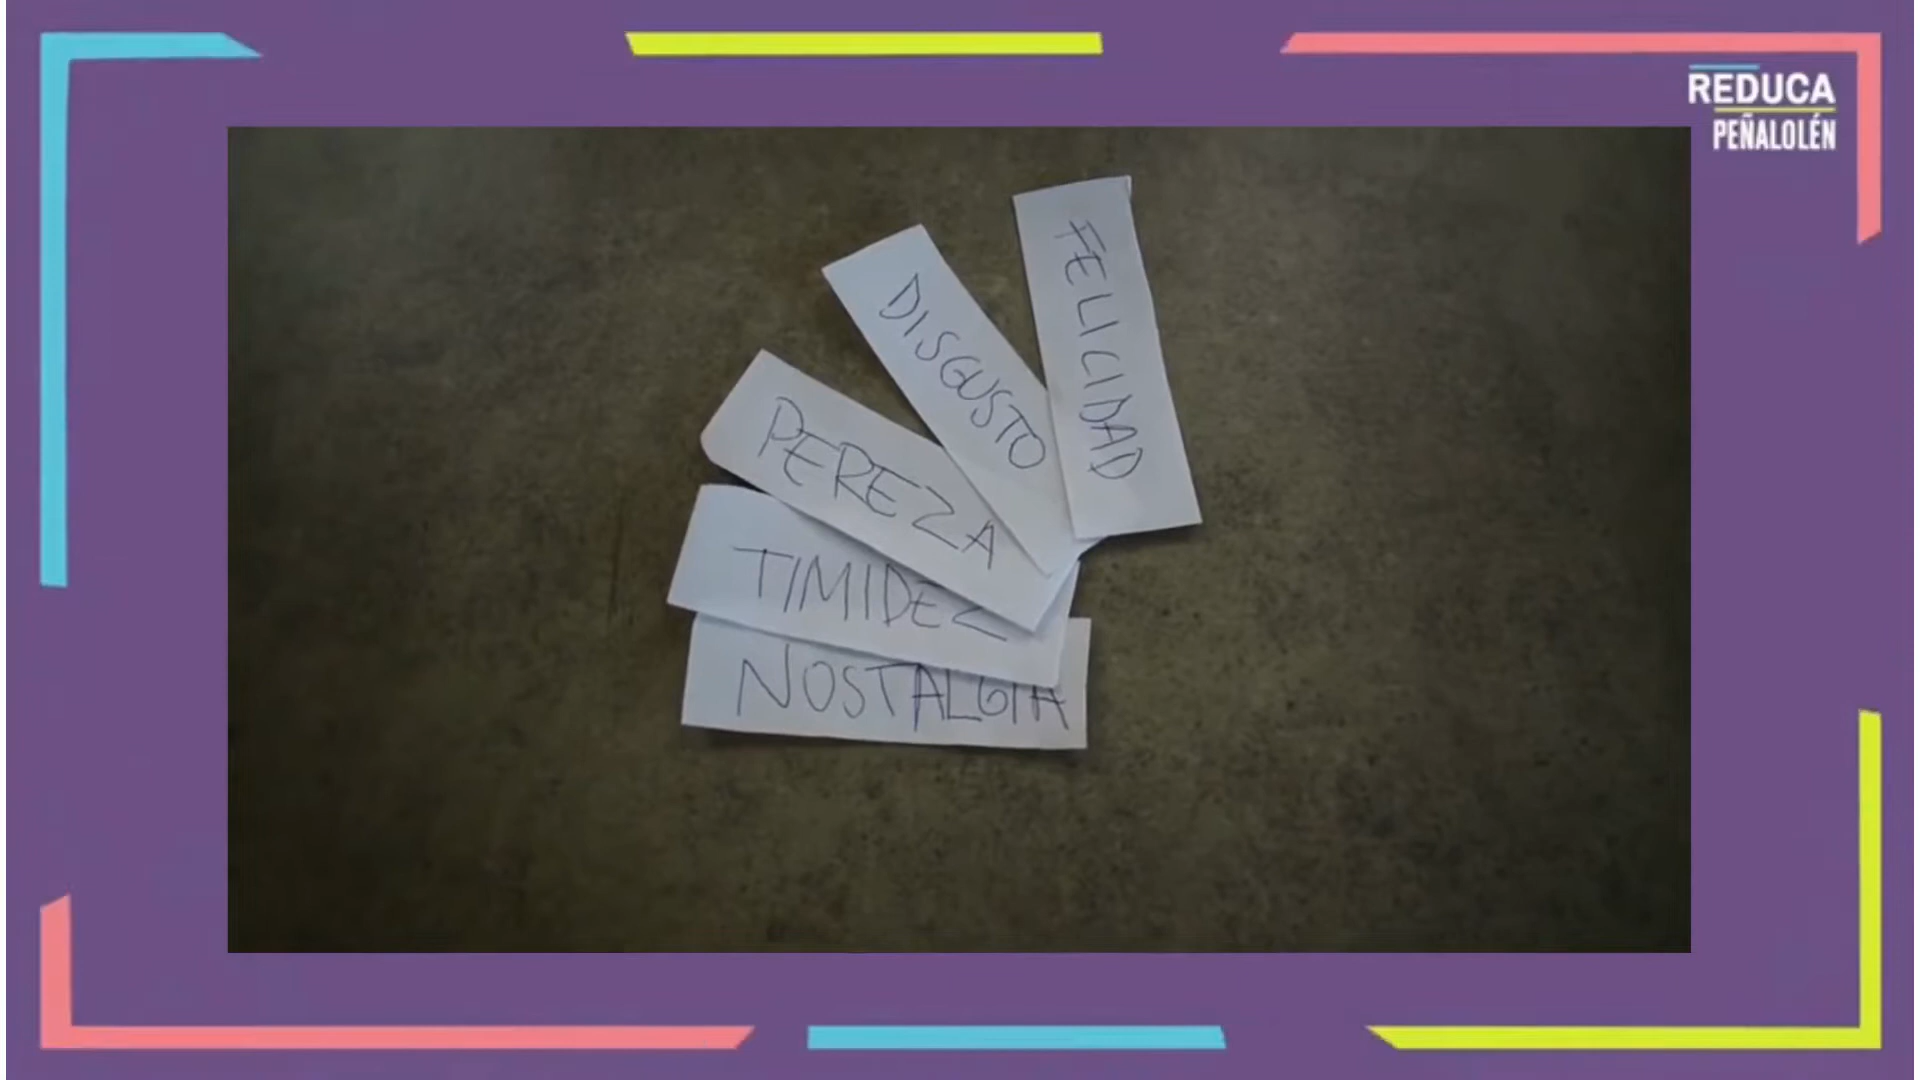 REDUCA
PEÑALOLÉN
FELICIDAD
DISGUSTO
PEREZA
TIMIDEZ
NOSTALGIA